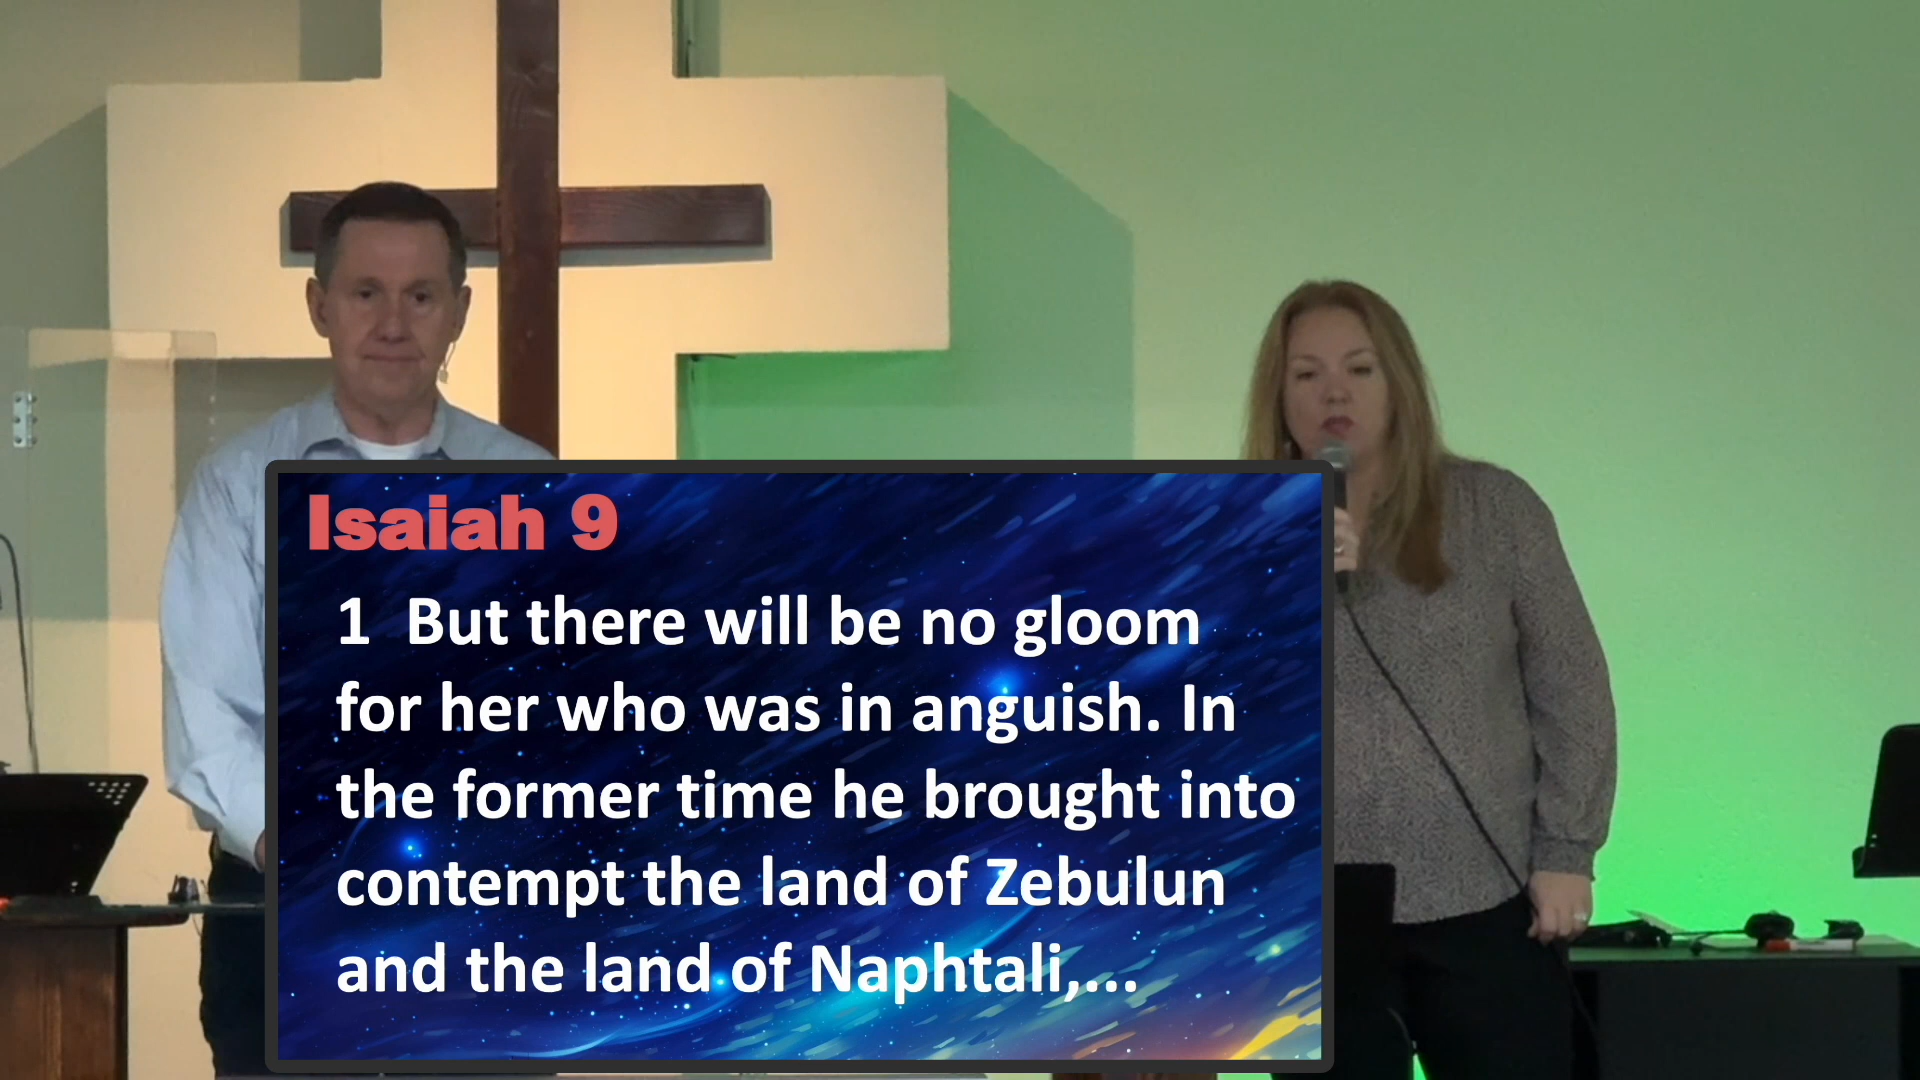 Isaiah 9
1 But there will be no gloom
for her who was in anguish. In
the former time he brought into
contempt the land of Zebulun
and the land of Naphtali,...